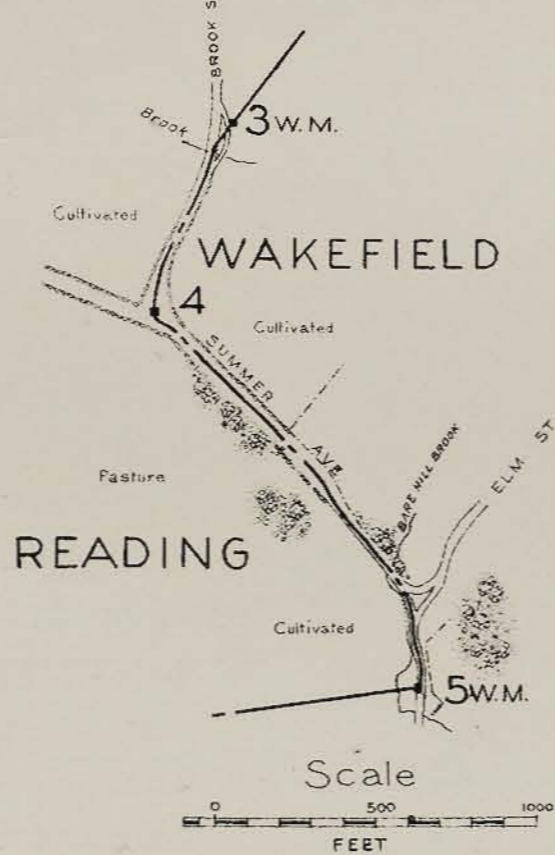 BROOK S
3 W.M.
Brook
Cultivated
WAKEFIELD
4
Cultivated
SUMMER AVE
BARE HILL BROOK
ELM ST
Pasture
READING
Cultivated
5 W.M.
Scale
0 500 1000
FEET